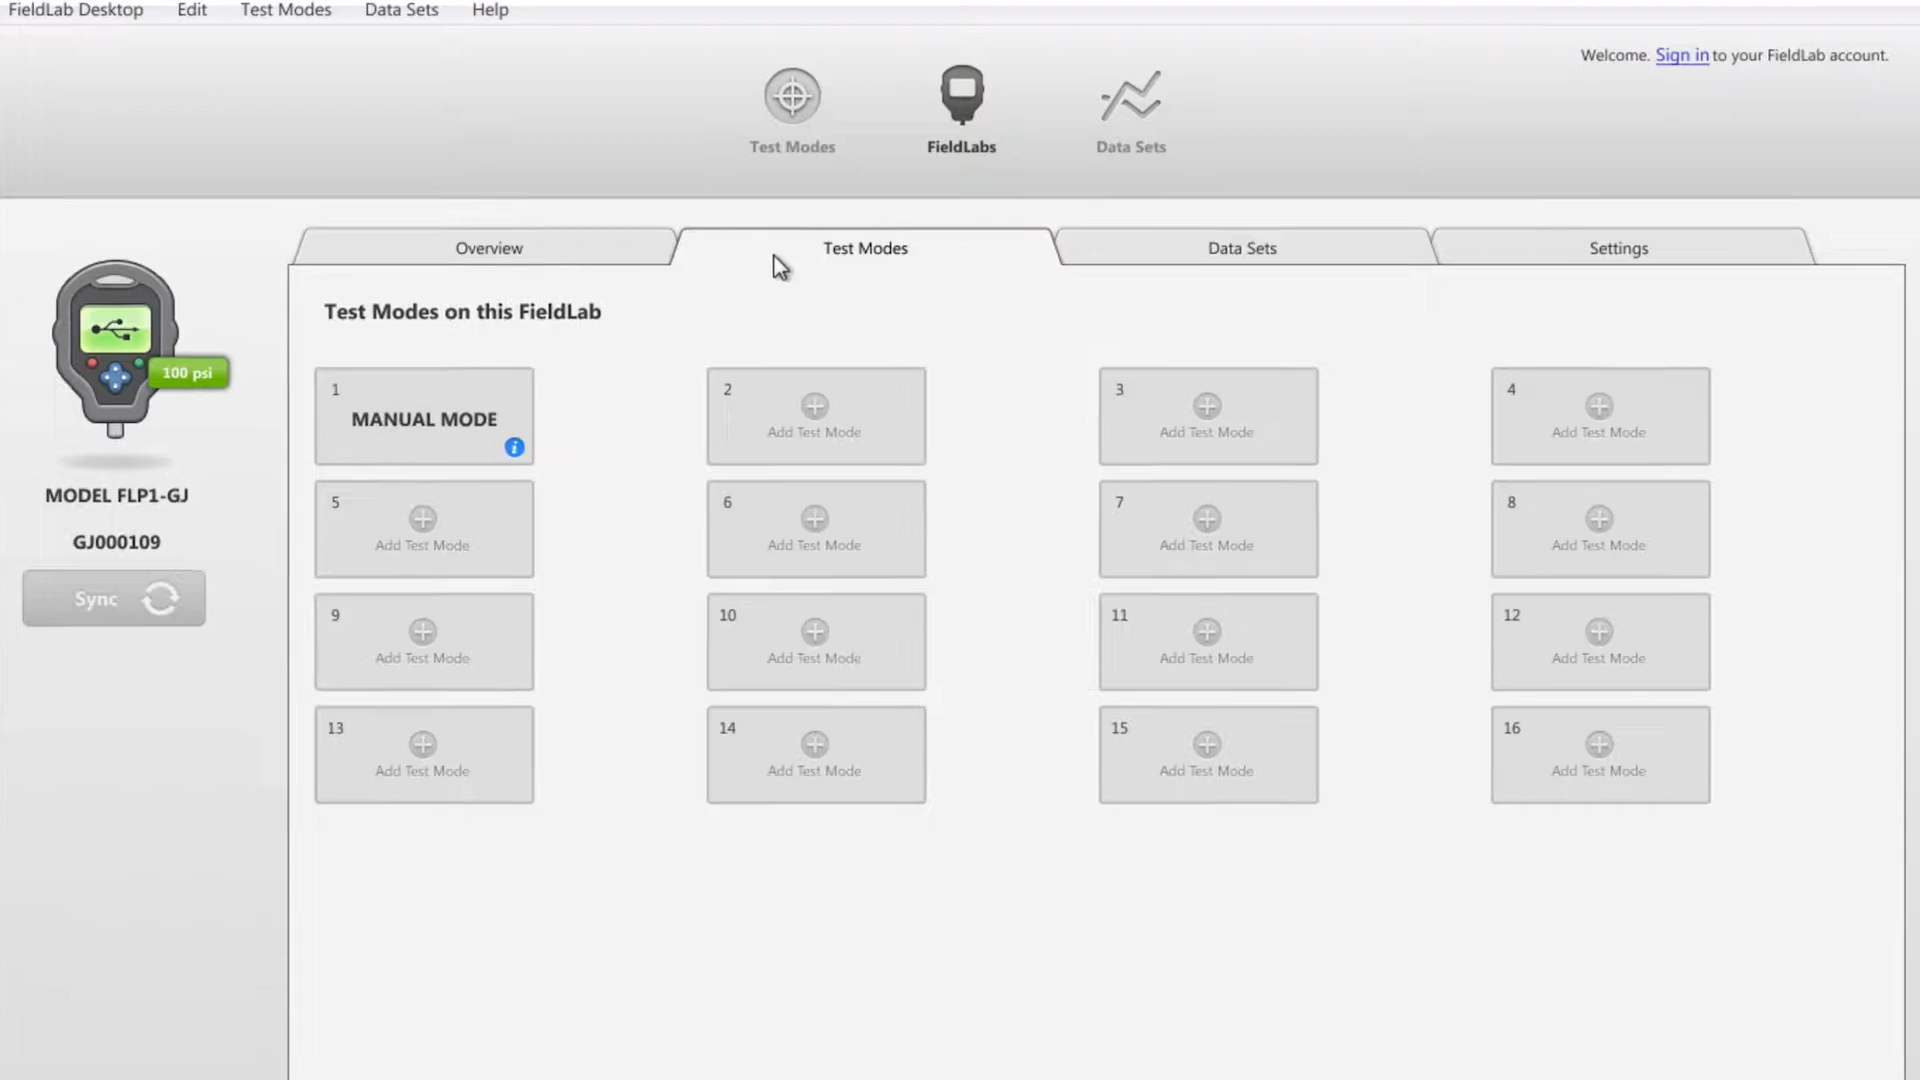 FieldLab Desktop Edit Test Modes Data Sets Help
Welcome. Sign in to your FieldLab account.
Test Modes FieldLabs Data Sets
Overview Test Modes Data Sets Settings
Test Modes on this FieldLab
100 psi
MODEL FLP1-GJ
GJ000109
Sync
1
MANUAL MODE
i
2
Add Test Mode
3
Add Test Mode
4
Add Test Mode
5
Add Test Mode
6
Add Test Mode
7
Add Test Mode
8
Add Test Mode
9
Add Test Mode
10
Add Test Mode
11
Add Test Mode
12
Add Test Mode
13
Add Test Mode
14
Add Test Mode
15
Add Test Mode
16
Add Test Mode